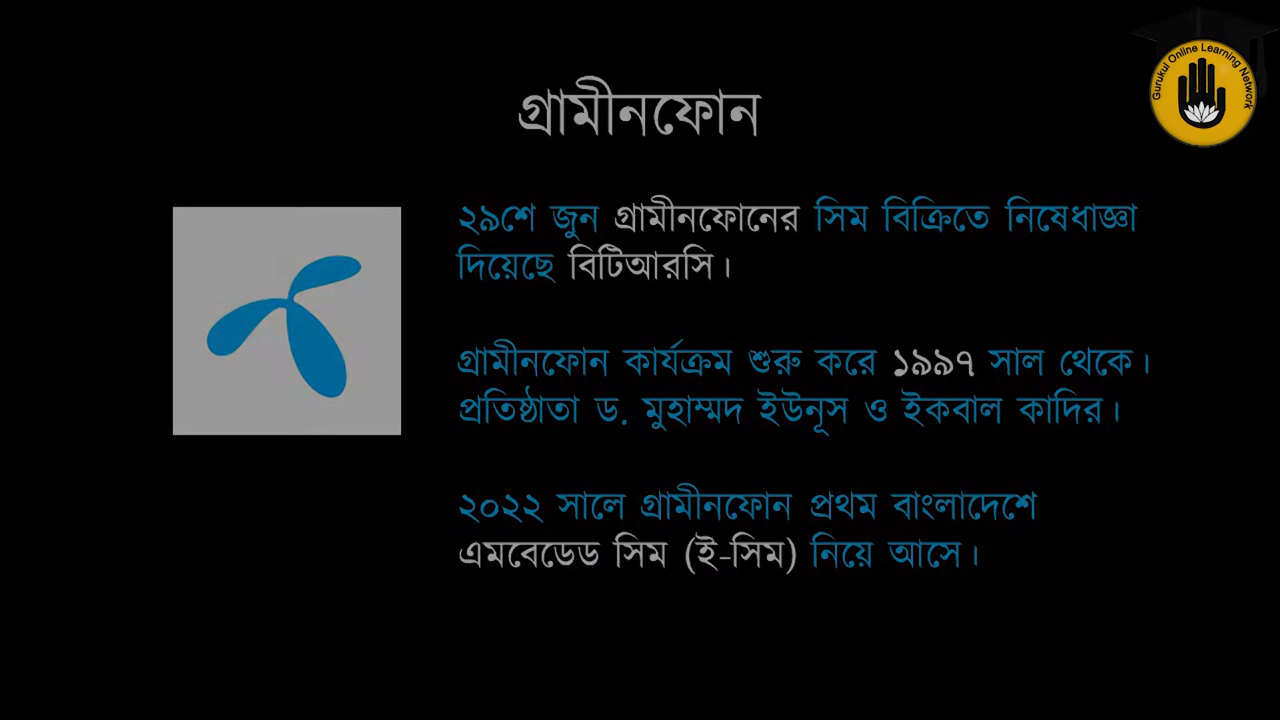 Gurukul Online Learning Network
গ্রামীনফোন
২৯শে জুন গ্রামীনফোনের সিম বিক্রিতে নিষেধাজ্ঞা
দিয়েছে বিটিআরসি।
গ্রামীনফোন কার্যক্রম শুরু করে ১৯৯৭ সাল থেকে।
প্রতিষ্ঠাতা ড. মুহাম্মদ ইউনূস ও ইকবাল কাদির।
২০২২ সালে গ্রামীনফোন প্রথম বাংলাদেশে
এমবেডেড সিম (ই-সিম) নিয়ে আসে।